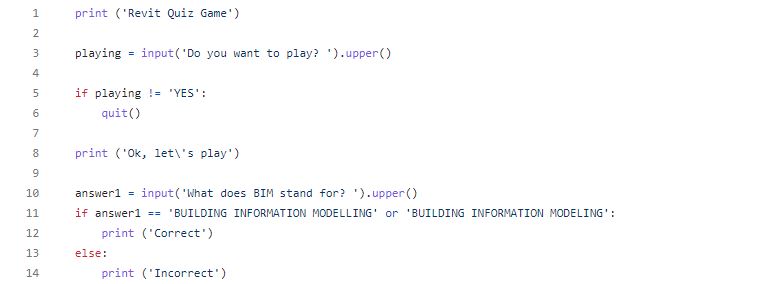 1 print ('Revit Quiz Game')
2
3 playing = input('Do you want to play? ').upper()
4
5 if playing != 'YES':
6     quit()
7
8 print ('Ok, let\'s play')
9
10 answer1 = input('What does BIM stand for? ').upper()
11 if answer1 == 'BUILDING INFORMATION MODELLING' or 'BUILDING INFORMATION MODELING':
12     print ('Correct')
13 else:
14     print ('Incorrect')